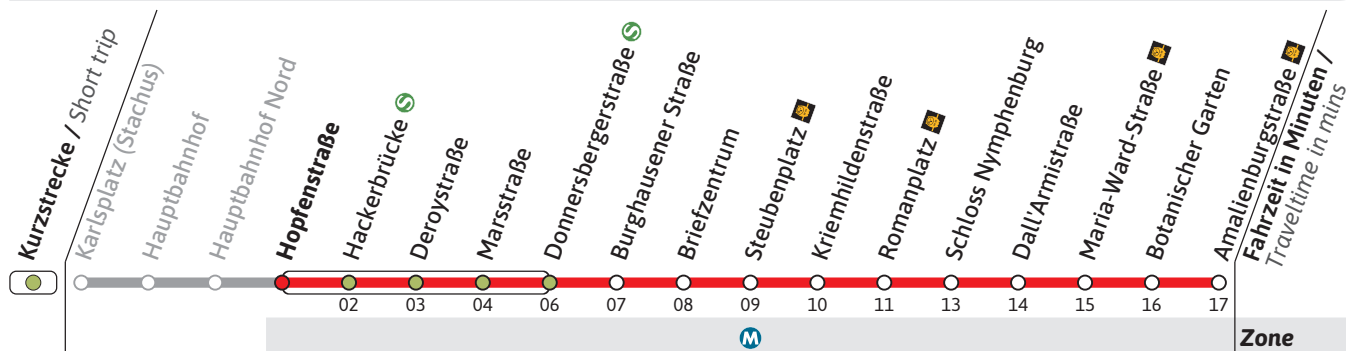 Kurzstrecke / Short trip
Karlsplatz (Stachus)
Hauptbahnhof
Hauptbahnhof Nord
Hopfenstraße
Hackerbrücke S
Deroystraße
Marsstraße
Donnersbergerstraße S
Burghausener Straße
Briefzentrum
Steubenplatz
Kriemhildenstraße
Romanplatz
Schloss Nymphenburg
Dall'Armistraße
Maria-Ward-Straße
Botanischer Garten
Amalienburgstraße
Fahrzeit in Minuten /
Traveltime in mins
02 03 04 06 07 08 09 10 11 13 14 15 16 17
M Zone